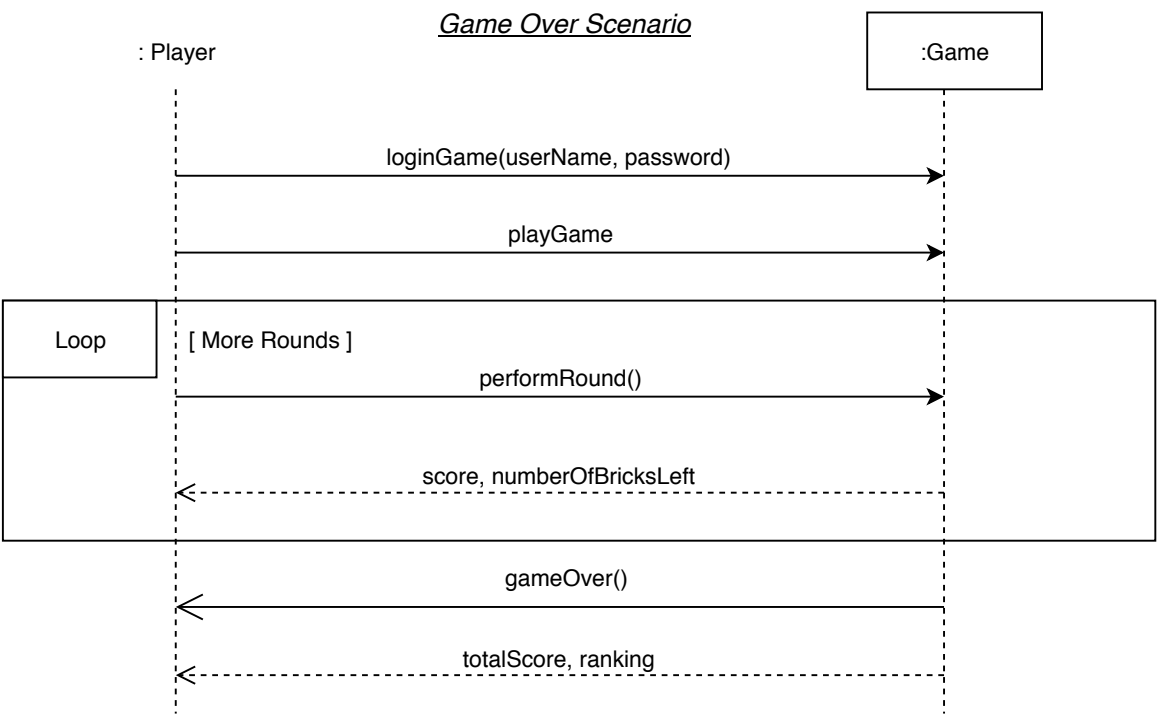 Game Over Scenario
: Player
:Game
loginGame(userName, password)
playGame
Loop
[ More Rounds ]
performRound()
score, numberOfBricksLeft
gameOver()
totalScore, ranking